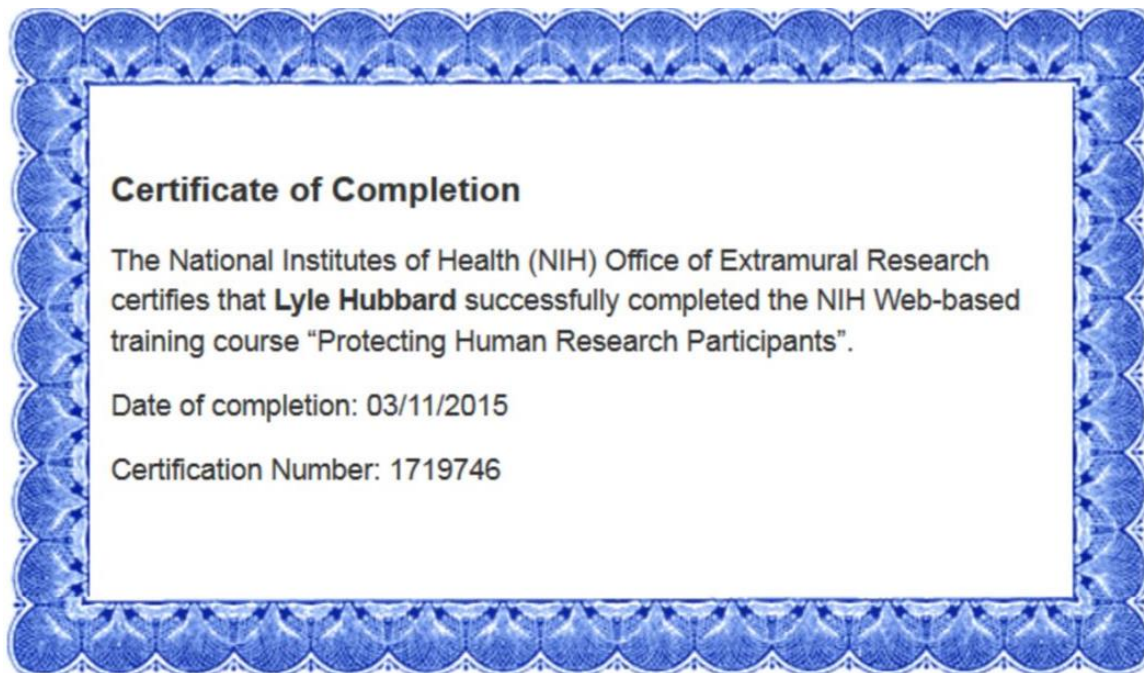 Certificate of Completion
The National Institutes of Health (NIH) Office of Extramural Research
certifies that Lyle Hubbard successfully completed the NIH Web-based
training course “Protecting Human Research Participants”.
Date of completion: 03/11/2015
Certification Number: 1719746